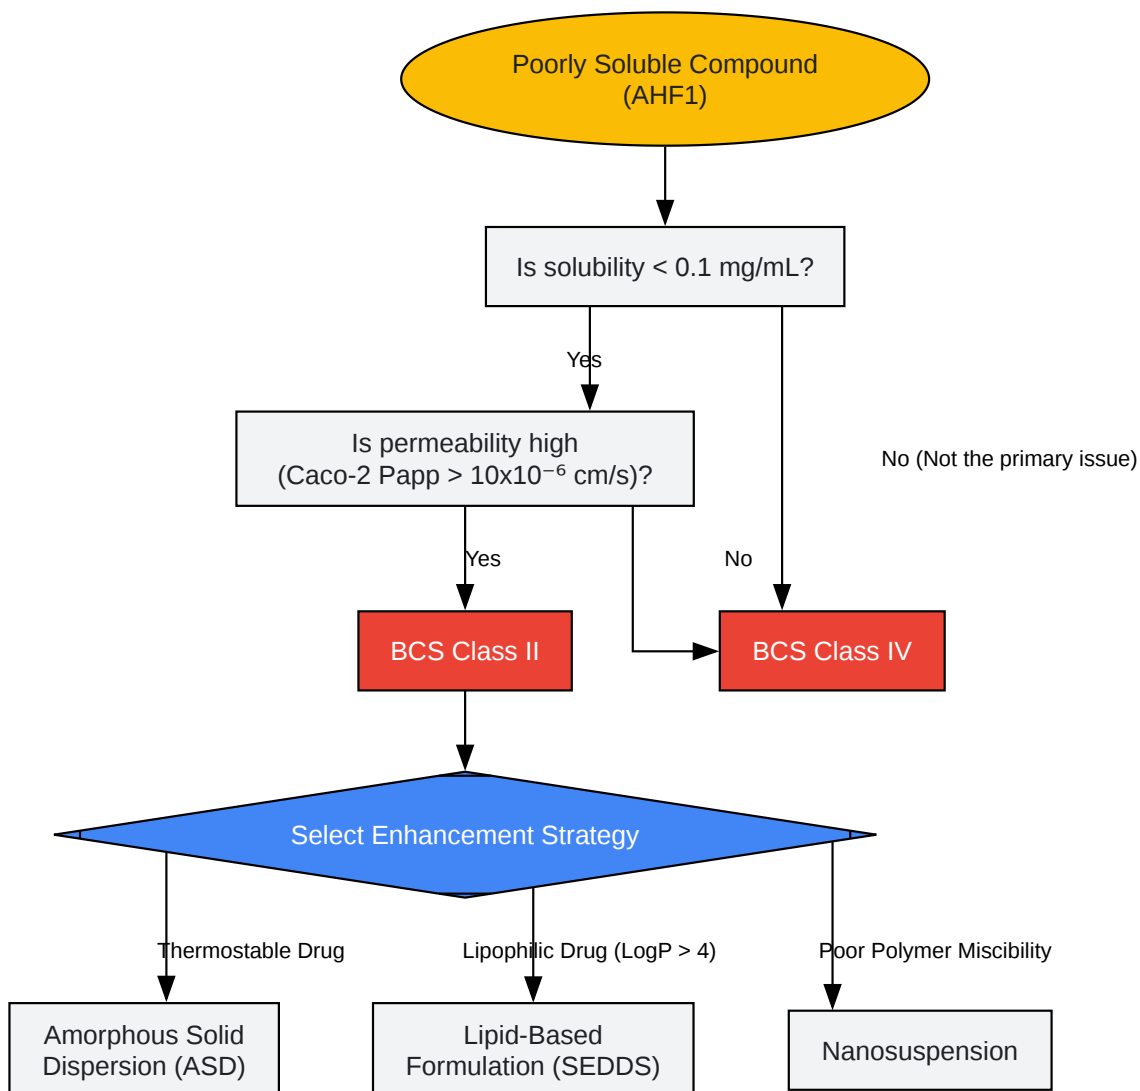 Poorly Soluble Compound
(AHF1)
Is solubility < 0.1 mg/mL?
Yes
Is permeability high
(Caco-2 Papp > 10x10⁻⁶ cm/s)?
No (Not the primary issue)
Yes
No
BCS Class II
BCS Class IV
Select Enhancement Strategy
Thermostable Drug
Lipophilic Drug (LogP > 4)
Poor Polymer Miscibility
Amorphous Solid
Dispersion (ASD)
Lipid-Based
Formulation (SEDDS)
Nanosuspension